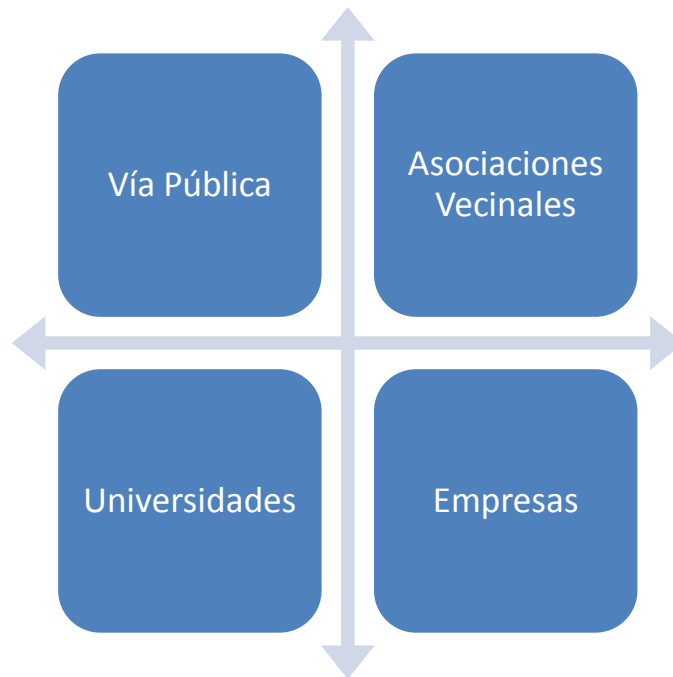 Vía Pública
Asociaciones
Vecinales
Universidades
Empresas